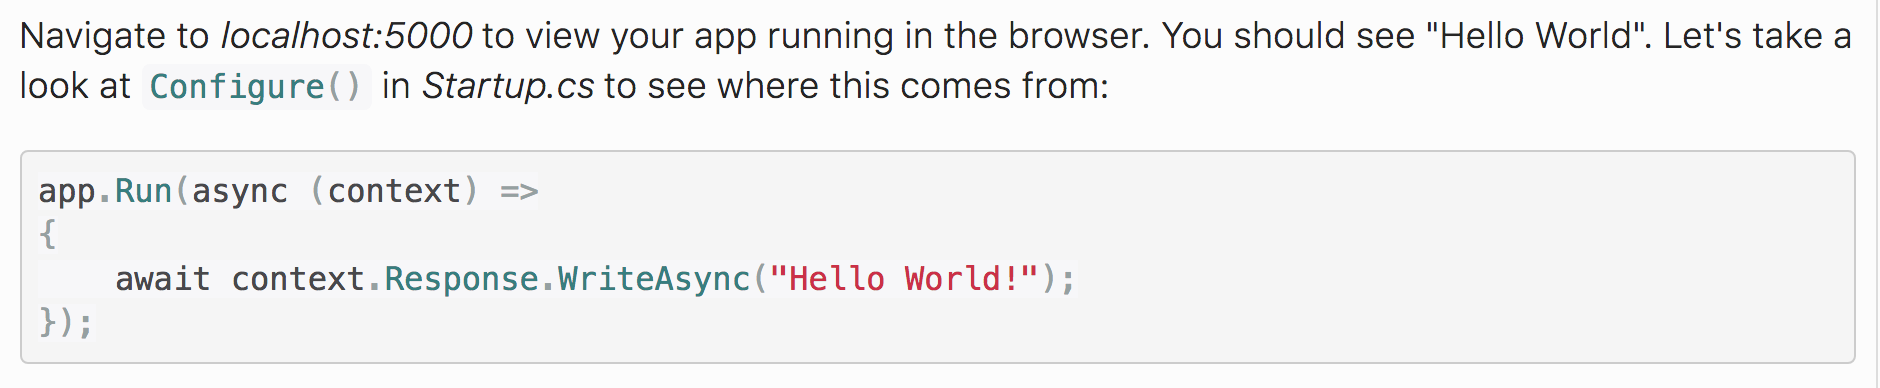 Navigate to localhost:5000 to view your app running in the browser. You should see "Hello World". Let's take a
look at Configure() in Startup.cs to see where this comes from:
app.Run(async (context) =>
{
    await context.Response.WriteAsync("Hello World!");
});